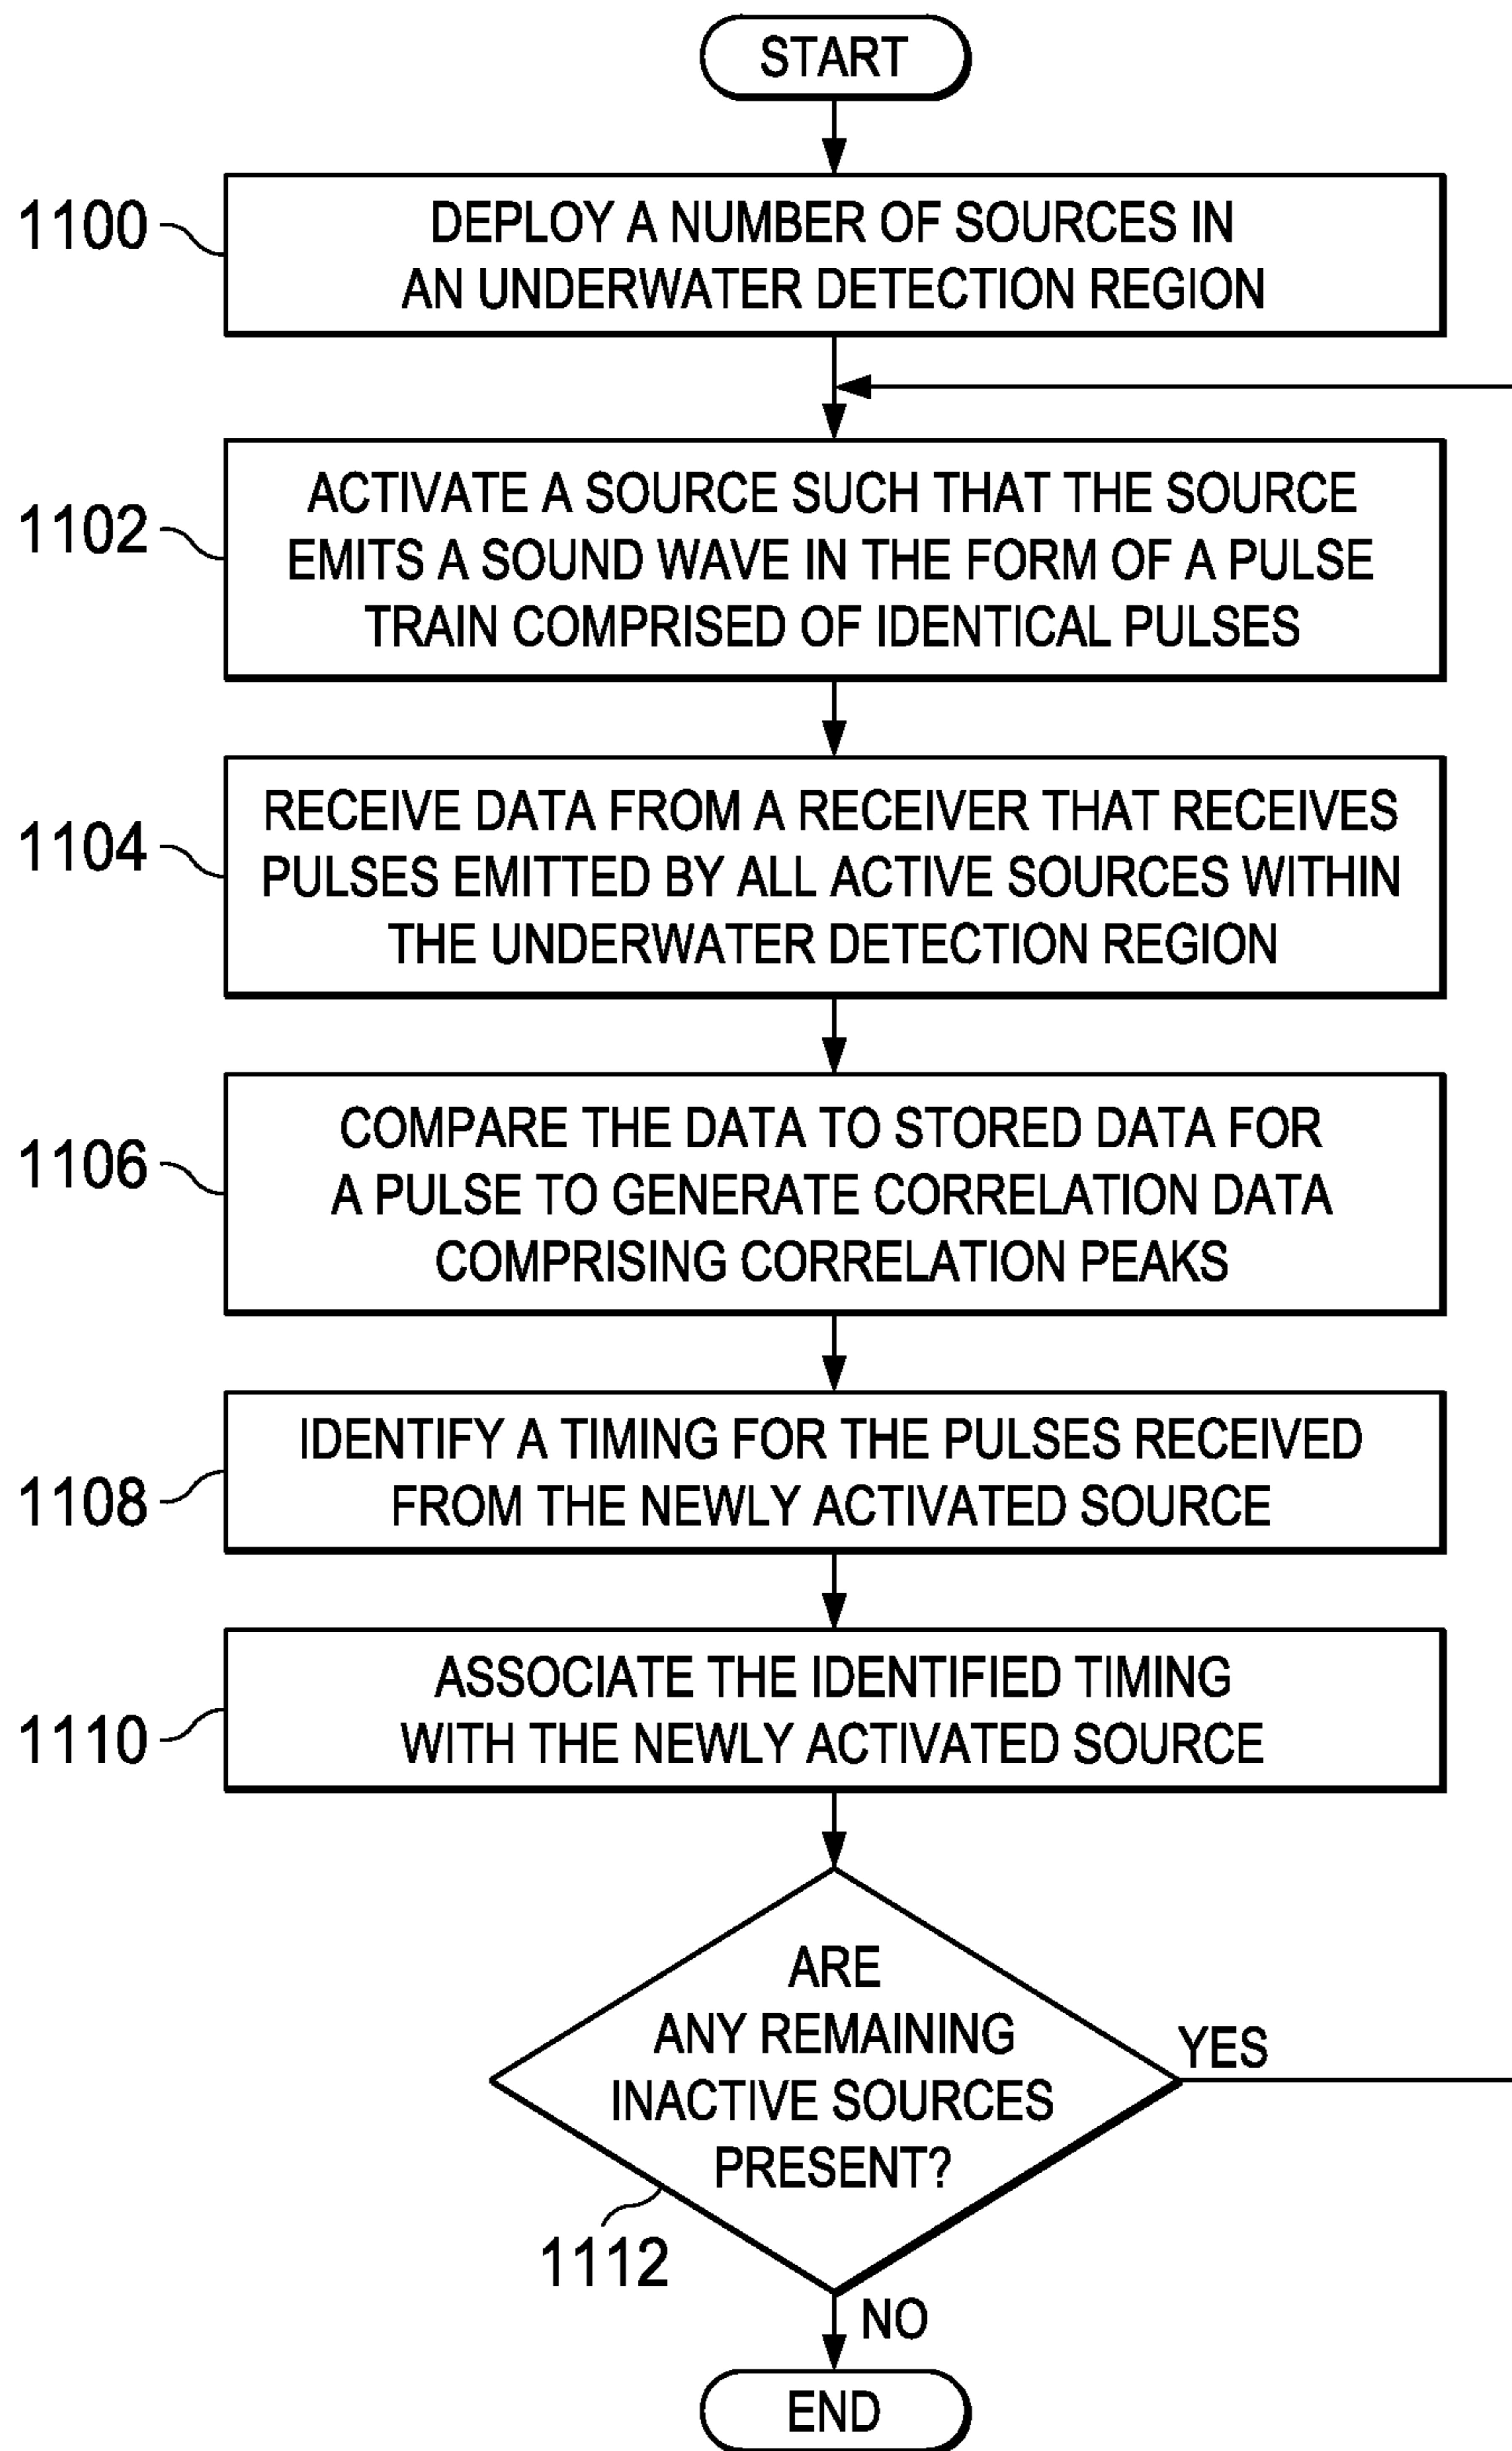 START
1100
DEPLOY A NUMBER OF SOURCES IN
AN UNDERWATER DETECTION REGION
1102
ACTIVATE A SOURCE SUCH THAT THE SOURCE
EMITS A SOUND WAVE IN THE FORM OF A PULSE
TRAIN COMPRISED OF IDENTICAL PULSES
1104
RECEIVE DATA FROM A RECEIVER THAT RECEIVES
PULSES EMITTED BY ALL ACTIVE SOURCES WITHIN
THE UNDERWATER DETECTION REGION
1106
COMPARE THE DATA TO STORED DATA FOR
A PULSE TO GENERATE CORRELATION DATA
COMPRISING CORRELATION PEAKS
1108
IDENTIFY A TIMING FOR THE PULSES RECEIVED
FROM THE NEWLY ACTIVATED SOURCE
1110
ASSOCIATE THE IDENTIFIED TIMING
WITH THE NEWLY ACTIVATED SOURCE
ARE
ANY REMAINING
INACTIVE SOURCES
PRESENT?
YES
1112
NO
END